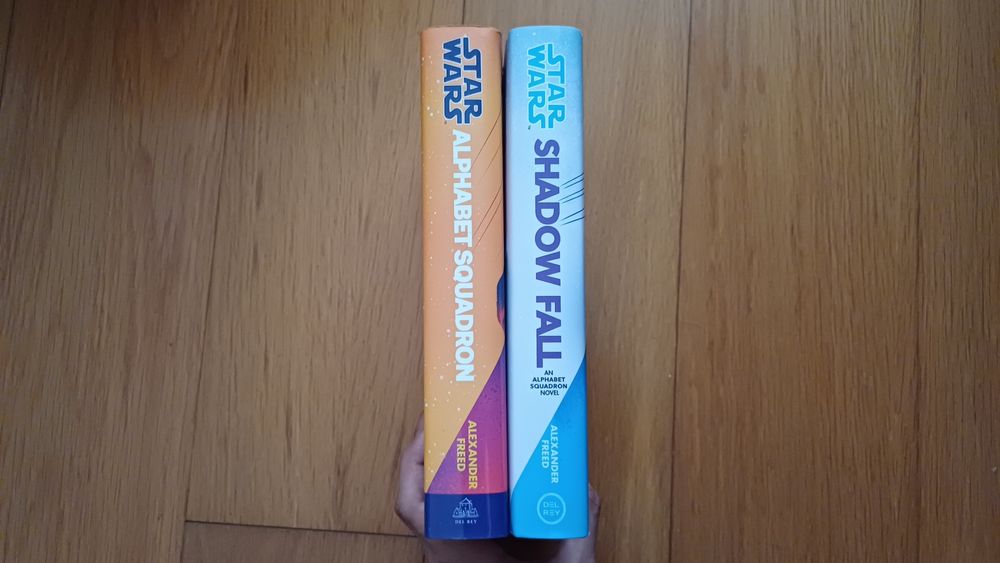 STAR
WARS
ALPHABET SQUADRON
ALEXANDER
FREED
DEL REY
STAR
WARS
SHADOW FALL
AN
ALPHABET
SQUADRON
NOVEL
ALEXANDER
FREED
DEL
REY